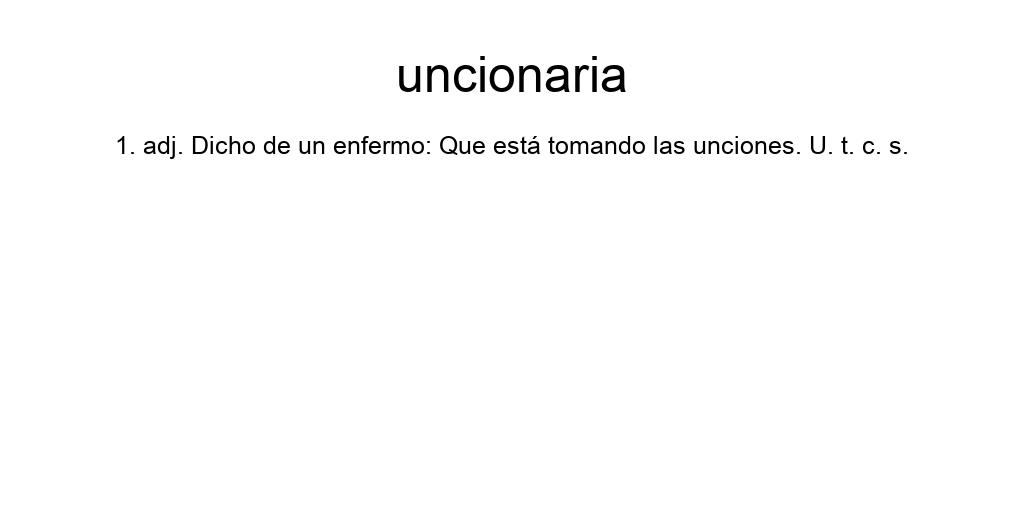 uncionaria
1. adj. Dicho de un enfermo: Que está tomando las unciones. U. t. c. s.